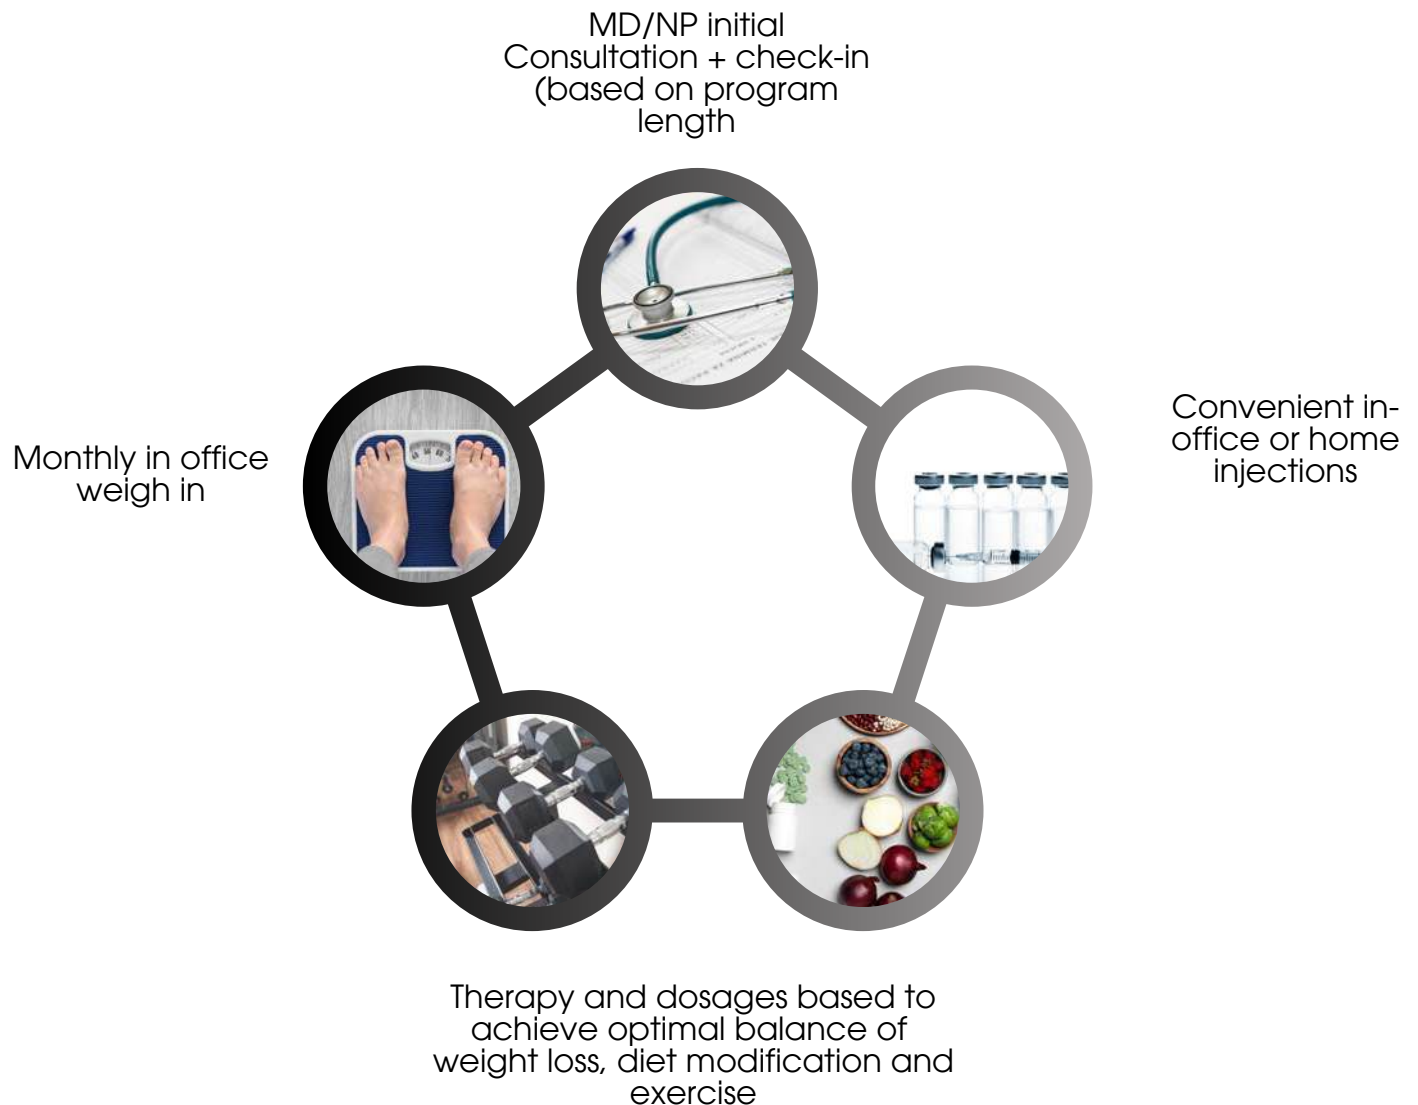 MD/NP initial
Consultation + check-in
(based on program
length
Convenient in-
office or home
injections
Monthly in office
weigh in
Therapy and dosages based to
achieve optimal balance of
weight loss, diet modification and
exercise